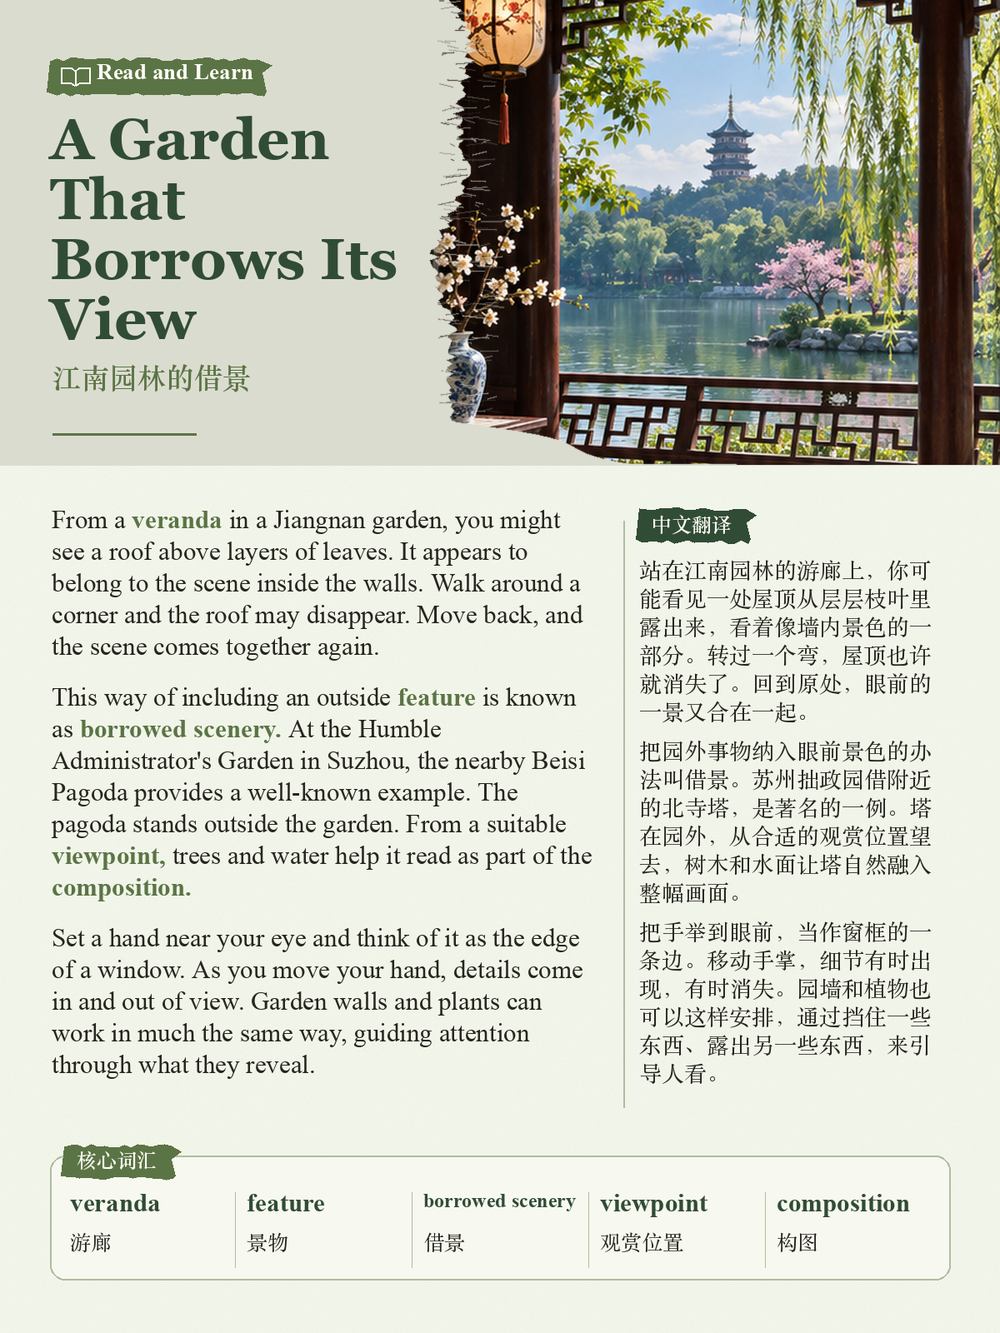 Read and Learn
A Garden
That
Borrows Its
View
江南园林的借景
From a veranda in a Jiangnan garden, you might
see a roof above layers of leaves. It appears to
belong to the scene inside the walls. Walk around a
corner and the roof may disappear. Move back, and
the scene comes together again.
This way of including an outside feature is known
as borrowed scenery. At the Humble
Administrator's Garden in Suzhou, the nearby Beisi
Pagoda provides a well-known example. The
pagoda stands outside the garden. From a suitable
viewpoint, trees and water help it read as part of the
composition.
Set a hand near your eye and think of it as the edge
of a window. As you move your hand, details come
in and out of view. Garden walls and plants can
work in much the same way, guiding attention
through what they reveal.
中文翻译
站在江南园林的游廊上，你可
能看见一处屋顶从层层枝叶里
露出来，看着像墙内景色的一
部分。转过一个弯，屋顶也许
就消失了。回到原处，眼前的
一景又合在一起。
把园外事物纳入眼前景色的办
法叫借景。苏州拙政园借附近
的北寺塔，是著名的一例。塔
在园外，从合适的观赏位置望
去，树木和水面让塔自然融入
整幅画面。
把手举到眼前，当作窗框的一
条边。移动手掌，细节有时出
现，有时消失。园墙和植物也
可以这样安排，通过挡住一些
东西、露出另一些东西，来引
导人看。
核心词汇
veranda
游廊
feature
景物
borrowed scenery
借景
viewpoint
观赏位置
composition
构图